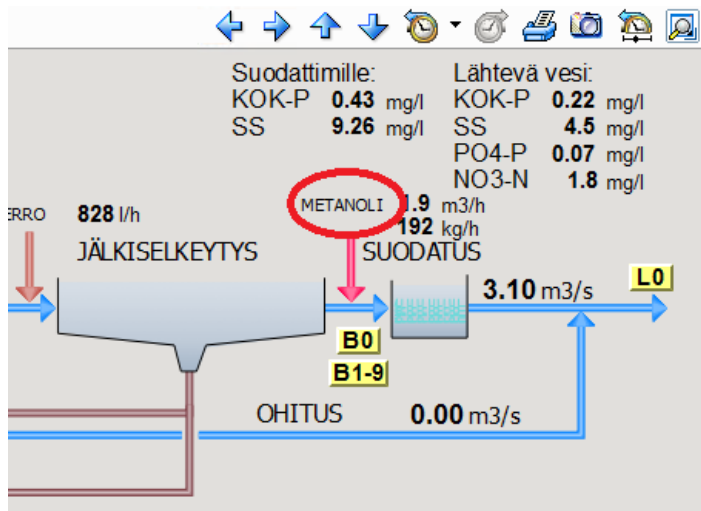 Suodattimille:
KOK-P 0.43 mg/l
SS 9.26 mg/l
Lähtevä vesi:
KOK-P 0.22 mg/l
SS 4.5 mg/l
PO4-P 0.07 mg/l
NO3-N 1.8 mg/l
ERRO 828 l/h
METANOLI 1.9 m3/h
192 kg/h
JÄLKISELKEYTYS
SUODATUS
3.10 m3/s
L0
B0
B1-9
OHITUS 0.00 m3/s